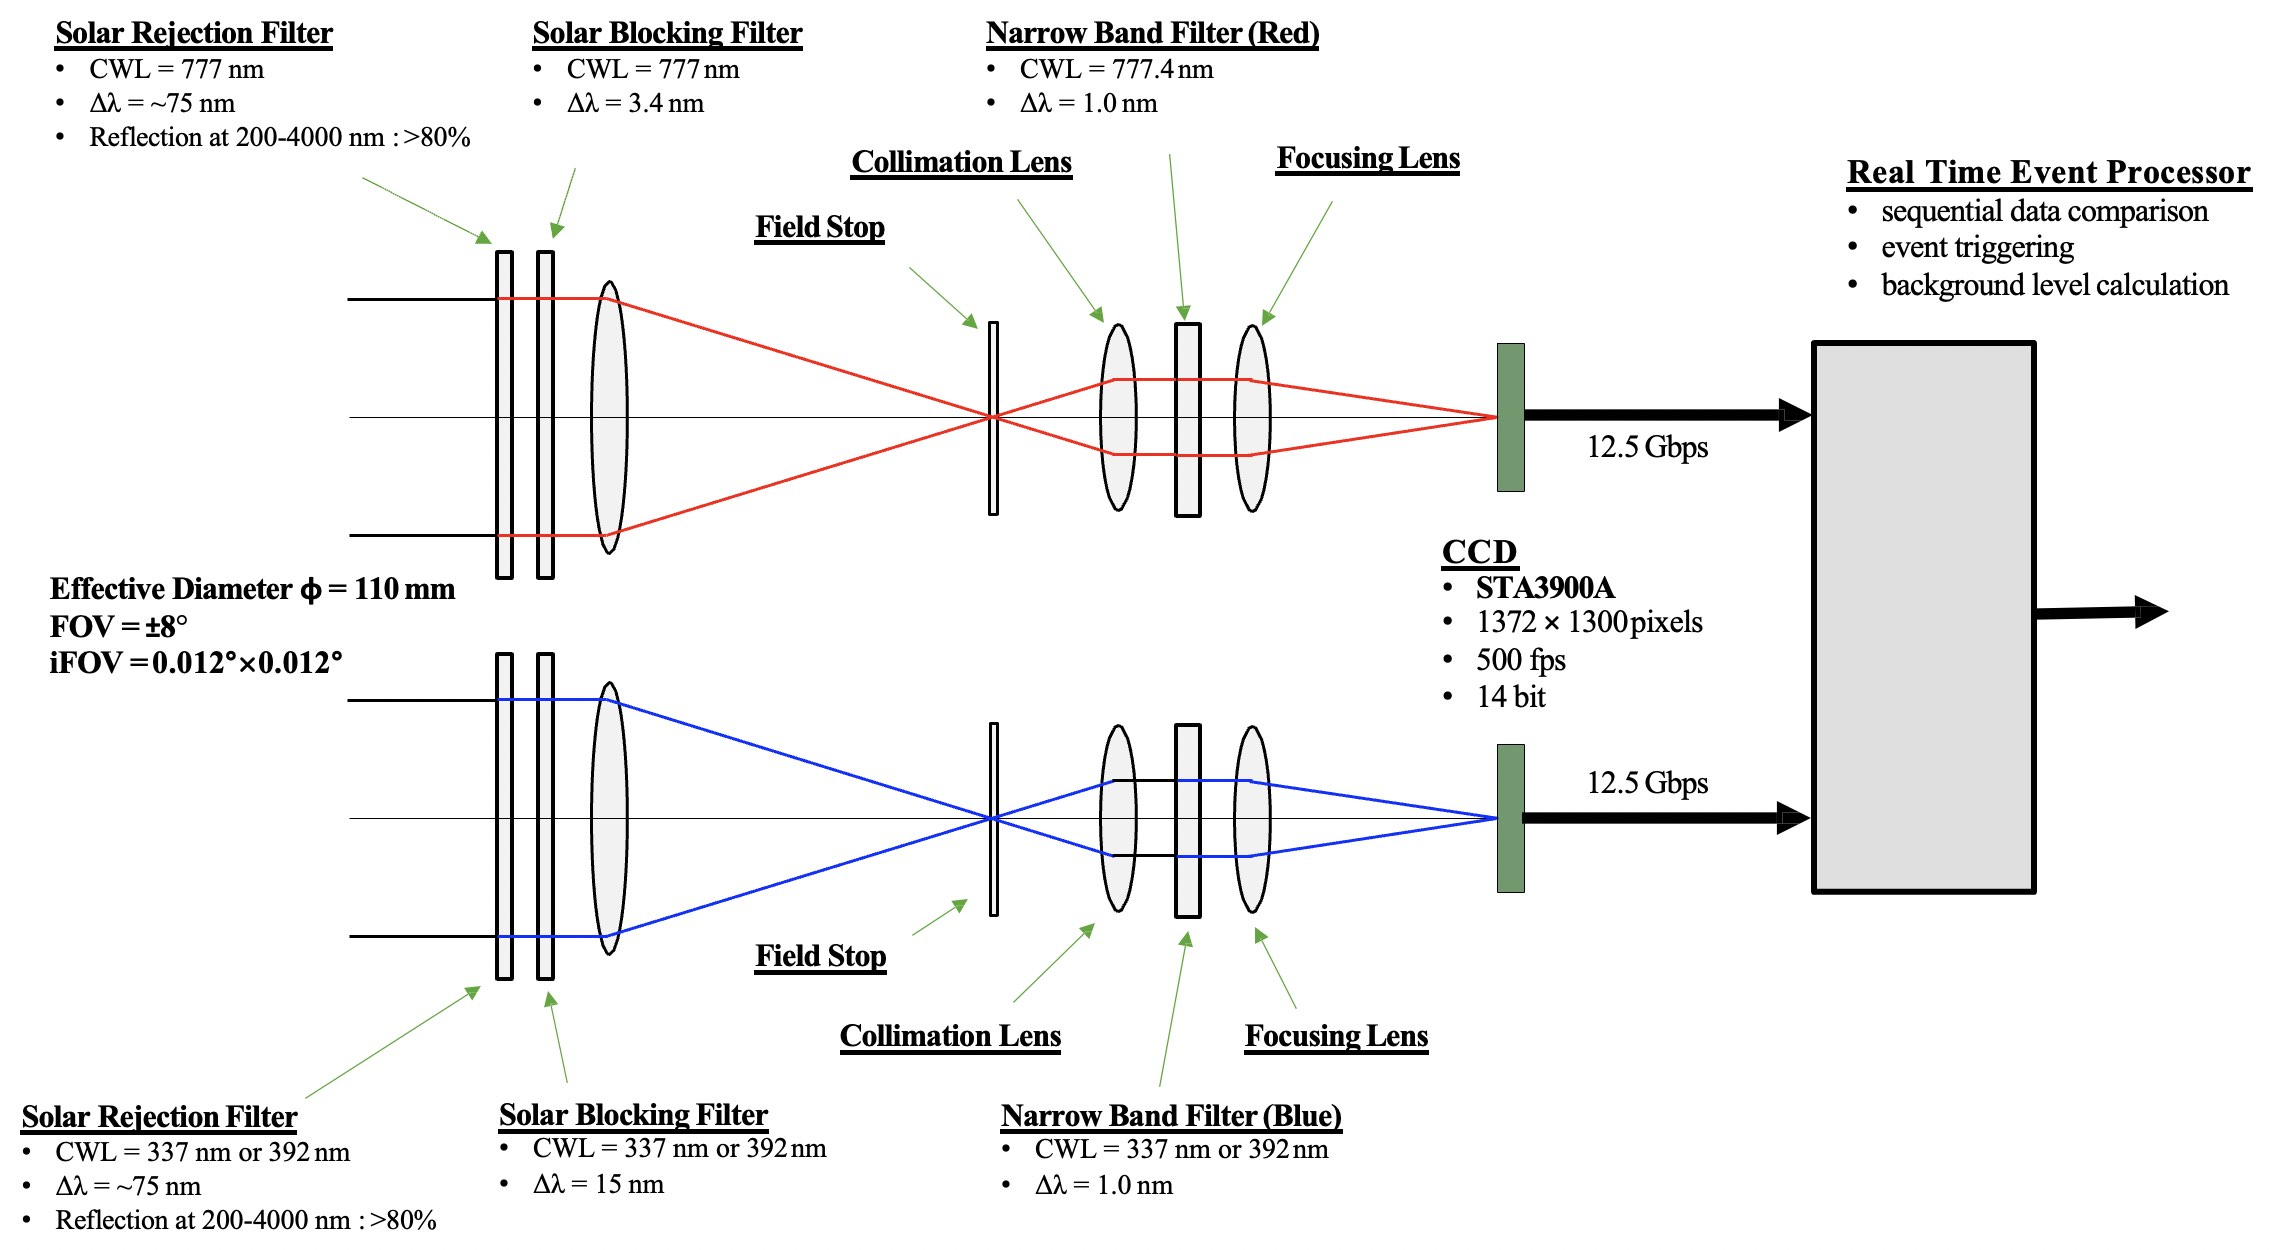 Solar Rejection Filter
• CWL = 777 nm
• Δλ = ~75 nm
• Reflection at 200-4000 nm : >80%
Solar Blocking Filter
• CWL = 777 nm
• Δλ = 3.4 nm
Narrow Band Filter (Red)
• CWL = 777.4 nm
• Δλ = 1.0 nm
Collimation Lens
Focusing Lens
Field Stop
Real Time Event Processor
• sequential data comparison
• event triggering
• background level calculation
12.5 Gbps
Effective Diameter ϕ = 110 mm
FOV = ±8°
iFOV = 0.012°×0.012°
CCD
• STA3900A
• 1372 × 1300 pixels
• 500 fps
• 14 bit
12.5 Gbps
Field Stop
Collimation Lens
Focusing Lens
Solar Rejection Filter
• CWL = 337 nm or 392 nm
• Δλ = ~75 nm
• Reflection at 200-4000 nm : >80%
Solar Blocking Filter
• CWL = 337 nm or 392 nm
• Δλ = 15 nm
Narrow Band Filter (Blue)
• CWL = 337 nm or 392 nm
• Δλ = 1.0 nm